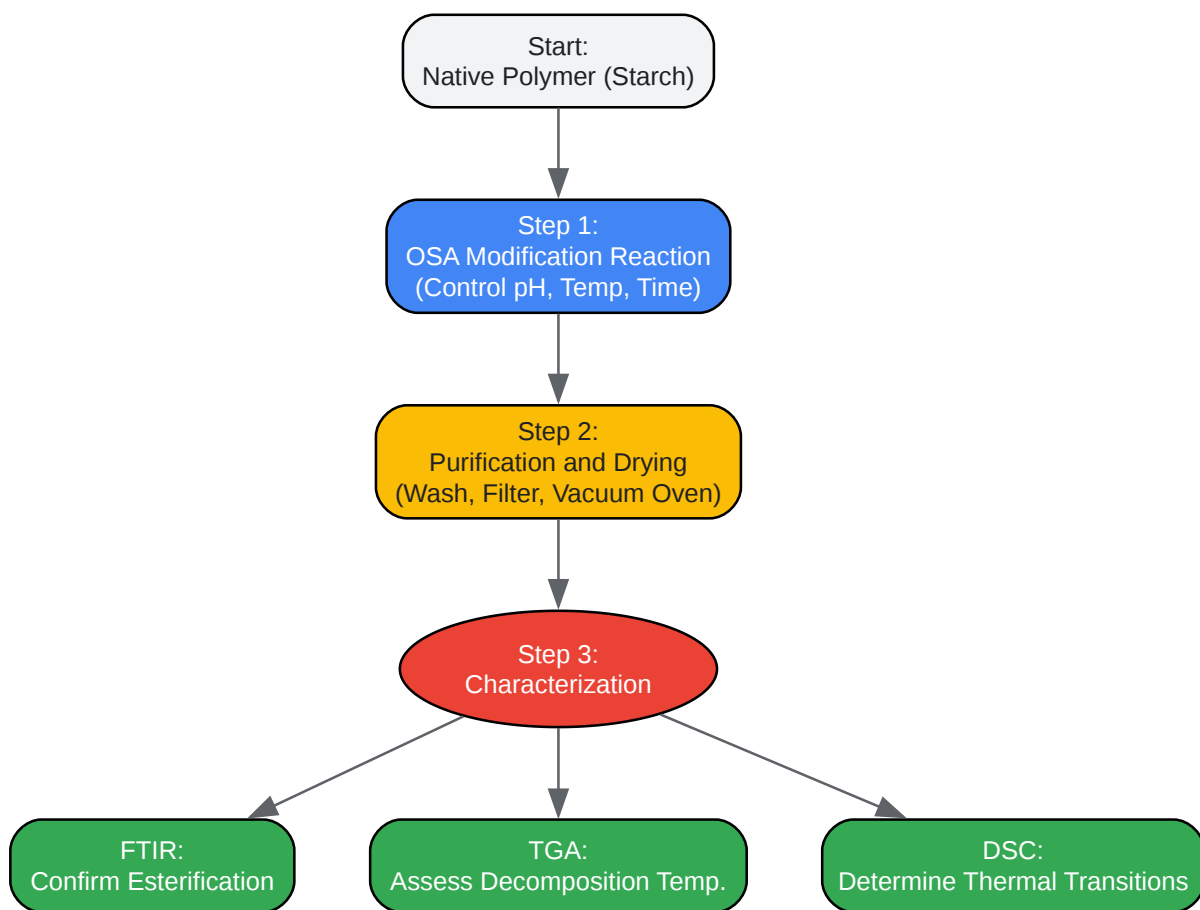 Start:
Native Polymer (Starch)
Step 1:
OSA Modification Reaction
(Control pH, Temp, Time)
Step 2:
Purification and Drying
(Wash, Filter, Vacuum Oven)
Step 3:
Characterization
FTIR:
Confirm Esterification
TGA:
Assess Decomposition Temp.
DSC:
Determine Thermal Transitions